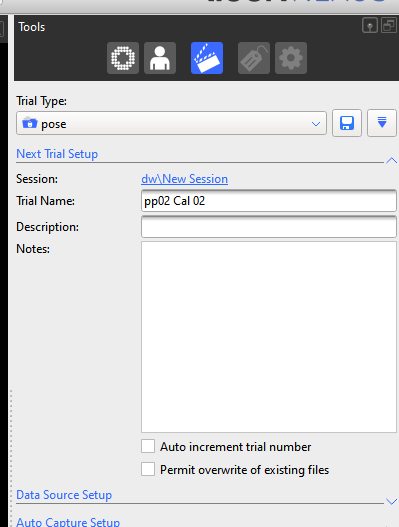 Tools
Trial Type:
pose
Next Trial Setup
Session:
dw\New Session
Trial Name:
pp02 Cal 02
Description:
Notes:
Auto increment trial number
Permit overwrite of existing files
Data Source Setup
Auto Capture Setup